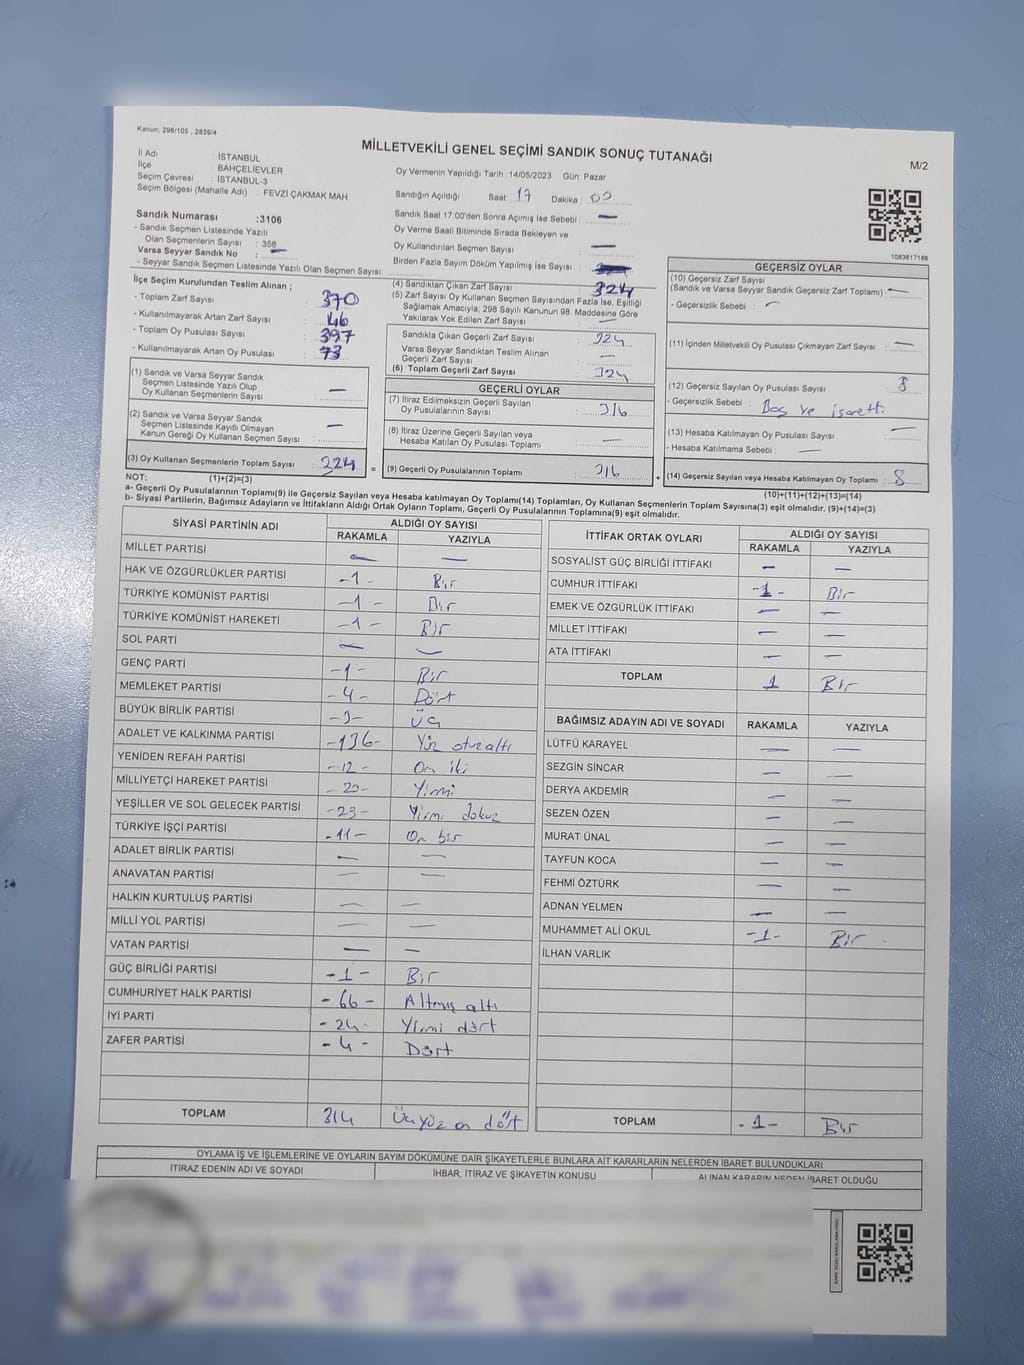 Kanun; 298/105 , 2839/4
MİLLETVEKİLİ GENEL SEÇİMİ SANDIK SONUÇ TUTANAĞI
M/2
İl Adı : İSTANBUL
İlçe : BAHÇELİEVLER
Seçim Çevresi : İSTANBUL-3
Seçim Bölgesi (Mahalle Adı) : FEVZİ ÇAKMAK MAH.
Oy Vermenin Yapıldığı Tarih :14/05/2023 Gün: Pazar
Sandığın Açıldığı Saat: 17 Dakika : 00
Sandık Numarası :3106
- Sandık Seçmen Listesinde Yazılı
Olan Seçmenlerin Sayısı : 358
Varsa Seyyar Sandık No : —
- Seyyar Sandık Seçmen Listesinde Yazılı Olan Seçmen Sayısı:
Sandık Saat 17:00'den Sonra Açımış İse Sebebi : —
Oy Verme Saati Bitiminde Sırada Bekleyen ve
Oy Kullandırılan Seçmen Sayısı : —
Birden Fazla Sayım Döküm Yapılmış İse Sayısı :
1083617186
İlçe Seçim Kurulundan Teslim Alınan ;
- Toplam Zarf Sayısı : 370
- Kullanılmayarak Artan Zarf Sayısı : 46
- Toplam Oy Pusulası Sayısı : 397
- Kullanılmayarak Artan Oy Pusulası : 73
(1) Sandık ve Varsa Seyyar Sandık
Seçmen Listesinde Yazılı Olup
Oy Kullanan Seçmenlerin Sayısı : —
(2) Sandık ve Varsa Seyyar Sandık
Seçmen Listesinde Kayıtlı Olmayan
Kanun Gereği Oy Kullanan Seçmen Sayısı : —
(3) Oy Kullanan Seçmenlerin Toplam Sayısı : 324
(4) Sandıktan Çıkan Zarf Sayısı : 324
(5) Zarf Sayısı Oy Kullanan Seçmen Sayısından Fazla İse, Eşitliği
Sağlamak Amacıyla; 298 Sayılı Kanunun 98. Maddesine Göre
Yakılarak Yok Edilen Zarf Sayısı : —
Sandıkta Çıkan Geçerli Zarf Sayısı : 324
Varsa Seyyar Sandıktan Teslim Alınan
Geçerli Zarf Sayısı : —
(6) Toplam Geçerli Zarf Sayısı : 324
GEÇERLİ OYLAR
(7) İtiraz Edilmeksizin Geçerli Sayılan
Oy Pusulalarının Sayısı : 316
(8) İtiraz Üzerine Geçerli Sayılan veya
Hesaba Katılan Oy Pusulası Toplamı : —
= (9) Geçerli Oy Pusulalarının Toplamı : 316
GEÇERSİZ OYLAR
(10) Geçersiz Zarf Sayısı
(Sandık ve Varsa Seyyar Sandık Geçersiz Zarf Toplamı) : —
- Geçersizlik Sebebi : —
(11) İçinden Milletvekili Oy Pusulası Çıkmayan Zarf Sayısı : —
(12) Geçersiz Sayılan Oy Pusulası Sayısı : 8
- Geçersizlik Sebebi : Boş ve işaretli
(13) Hesaba Katılmayan Oy Pusulası Sayısı : —
- Hesaba Katılmama Sebebi : —
+ (14) Geçersiz Sayılan veya Hesaba Katılmayan Oy Toplamı : 8
NOT: (1)+(2)=(3)
(10)+(11)+(12)+(13)=(14)
a- Geçerli Oy Pusulalarının Toplamı(9) ile Geçersiz Sayılan veya Hesaba katılmayan Oy Toplamı(14) Toplamları, Oy Kullanan Seçmenlerin Toplam Sayısına(3) eşit olmalıdır. (9)+(14)=(3)
b- Siyasi Partilerin, Bağımsız Adayların ve İttifakların Aldığı Ortak Oyların Toplamı, Geçerli Oy Pusulalarının Toplamına(9) eşit olmalıdır.
SİYASİ PARTİNİN ADI ALDIĞI OY SAYISI
RAKAMLA YAZIYLA
MİLLET PARTİSİ — —
HAK VE ÖZGÜRLÜKLER PARTİSİ -1- Bir
TÜRKİYE KOMÜNİST PARTİSİ -1- Bir
TÜRKİYE KOMÜNİST HAREKETİ -1- Bir
SOL PARTİ — —
GENÇ PARTİ -1- Bir
MEMLEKET PARTİSİ -4- Dört
BÜYÜK BİRLİK PARTİSİ -3- Üç
ADALET VE KALKINMA PARTİSİ -136- Yüz otuz altı
YENİDEN REFAH PARTİSİ -12- On iki
MİLLİYETÇİ HAREKET PARTİSİ -20- Yirmi
YEŞİLLER VE SOL GELECEK PARTİSİ -29- Yirmi dokuz
TÜRKİYE İŞÇİ PARTİSİ -11- On bir
ADALET BİRLİK PARTİSİ — —
ANAVATAN PARTİSİ — —
HALKIN KURTULUŞ PARTİSİ — —
MİLLİ YOL PARTİSİ — —
VATAN PARTİSİ — —
GÜÇ BİRLİĞİ PARTİSİ -1- Bir
CUMHURİYET HALK PARTİSİ -66- Altmış altı
İYİ PARTİ -24- Yirmi dört
ZAFER PARTİSİ -4- Dört
TOPLAM 314 Üçyüz on dört
İTTİFAK ORTAK OYLARI ALDIĞI OY SAYISI
RAKAMLA YAZIYLA
SOSYALİST GÜÇ BİRLİĞİ İTTİFAKI — —
CUMHUR İTTİFAKI -1- Bir
EMEK VE ÖZGÜRLÜK İTTİFAKI — —
MİLLET İTTİFAKI — —
ATA İTTİFAKI — —
TOPLAM 1 Bir
BAĞIMSIZ ADAYIN ADI VE SOYADI RAKAMLA YAZIYLA
LÜTFÜ KARAYEL — —
SEZGİN SİNCAR — —
DERYA AKDEMİR — —
SEZEN ÖZEN — —
MURAT ÜNAL — —
TAYFUN KOCA — —
FEHMİ ÖZTÜRK — —
ADNAN YELMEN — —
MUHAMMET ALİ OKUL -1- Bir
İLHAN VARLIK
TOPLAM -1- Bir
OYLAMA İŞ VE İŞLEMLERİNE VE OYLARIN SAYIM DÖKÜMÜNE DAİR ŞİKAYETLERLE BUNLARA AİT KARARLARIN NELERDEN İBARET BULUNDUKLARI
İTİRAZ EDENİN ADI VE SOYADI İHBAR, İTİRAZ VE ŞİKAYETİN KONUSU ALINAN KARARIN NEDEN İBARET OLDUĞU